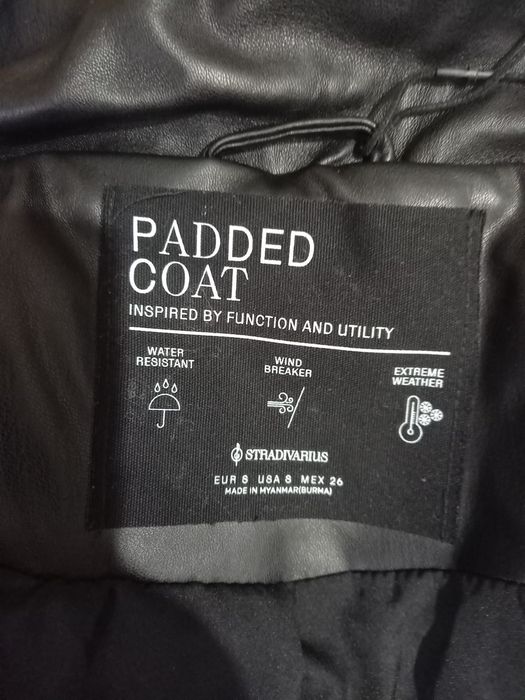 PADDED
COAT
INSPIRED BY FUNCTION AND UTILITY
WATER
RESISTANT
WIND
BREAKER
EXTREME
WEATHER
STRADIVARIUS
EUR S USA S MEX 26
MADE IN MYANMAR(BURMA)